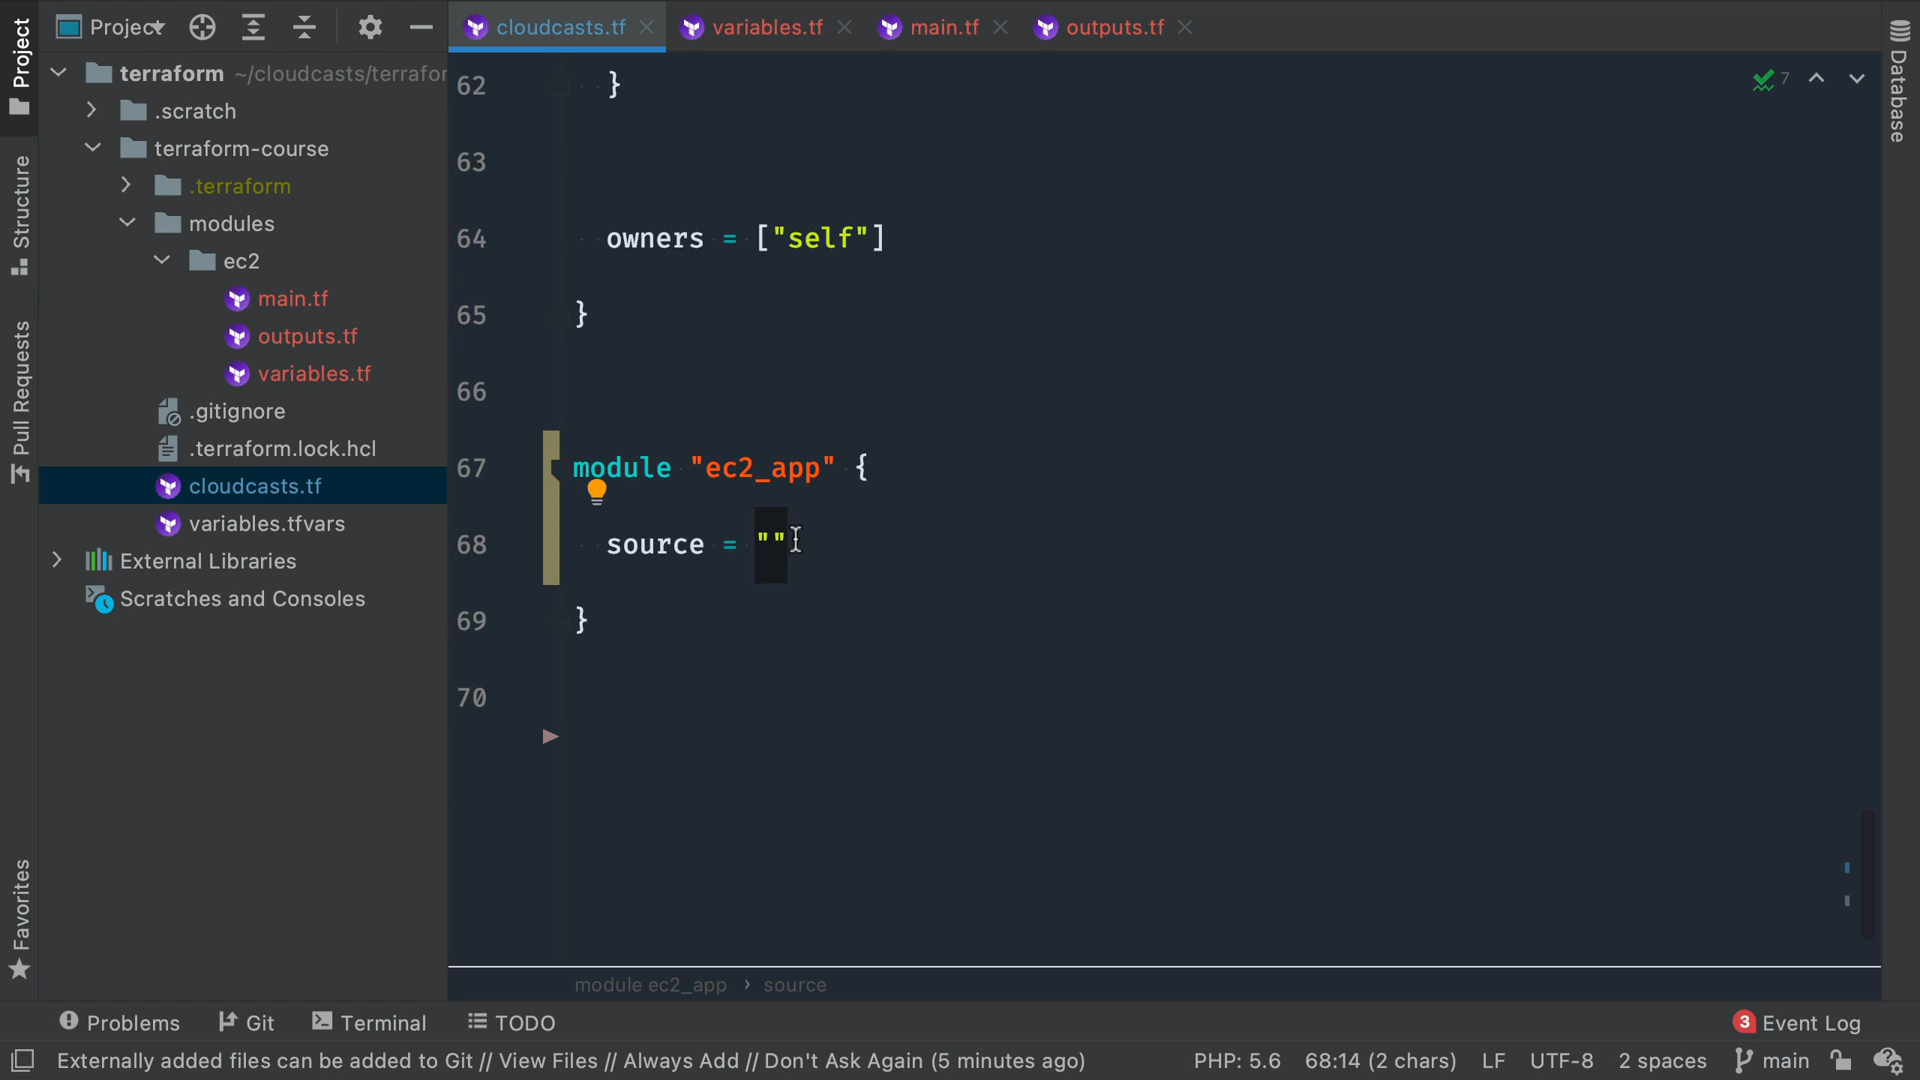 Project
cloudcasts.tf
variables.tf
main.tf
outputs.tf
terraform ~/cloudcasts/terrafor
.scratch
terraform-course
.terraform
modules
ec2
main.tf
outputs.tf
variables.tf
.gitignore
.terraform.lock.hcl
cloudcasts.tf
variables.tfvars
External Libraries
Scratches and Consoles
Project
Structure
Pull Requests
Favorites
62 }
63
64 owners = ["self"]
65 }
66
67 module "ec2_app" {
68 source = ""
69 }
70
7
Database
module ec2_app › source
Problems
Git
Terminal
TODO
3 Event Log
Externally added files can be added to Git // View Files // Always Add // Don't Ask Again (5 minutes ago)
PHP: 5.6
68:14 (2 chars)
LF
UTF-8
2 spaces
main